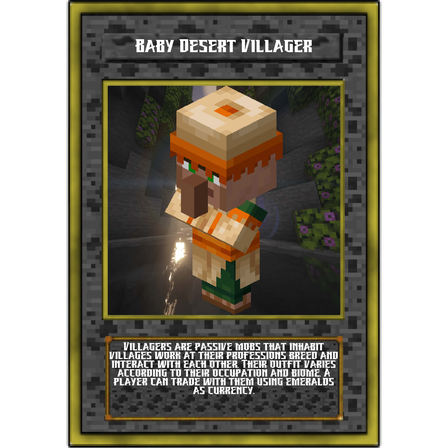 Baby Desert Villager
Villagers are passive mobs that inhabit
villages work at their professions breed and
interact with each other their outfit varies
according to their occupation and biome. A
player can trade with them using emeralds
as currency.